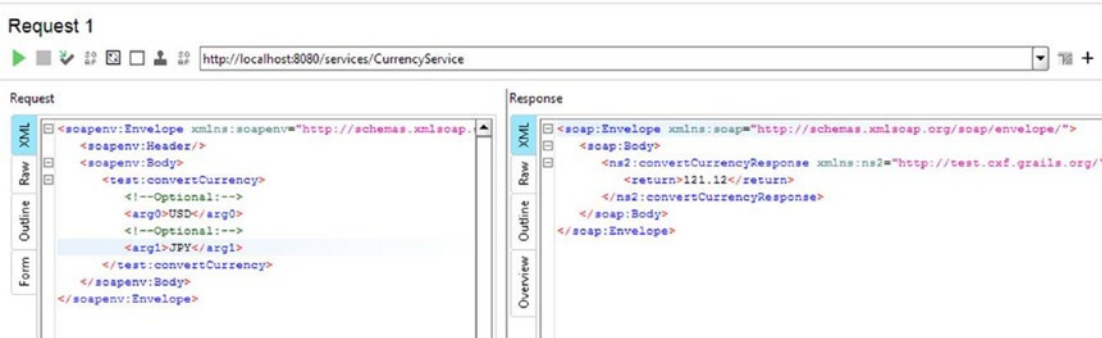 Request 1
http://localhost:8080/services/CurrencyService
Request
XML
Raw
Outline
Form
<soapenv:Envelope xmlns:soapenv="http://schemas.xmlsoap.
<soapenv:Header/>
<soapenv:Body>
<test:convertCurrency>
<!--Optional:-->
<arg0>USD</arg0>
<!--Optional:-->
<arg1>JPY</arg1>
</test:convertCurrency>
</soapenv:Body>
</soapenv:Envelope>
Response
XML
Raw
Outline
Overview
<soap:Envelope xmlns:soap="http://schemas.xmlsoap.org/soap/envelope/">
<soap:Body>
<ns2:convertCurrencyResponse xmlns:ns2="http://test.cxf.grails.org/"
<return>121.12</return>
</ns2:convertCurrencyResponse>
</soap:Body>
</soap:Envelope>